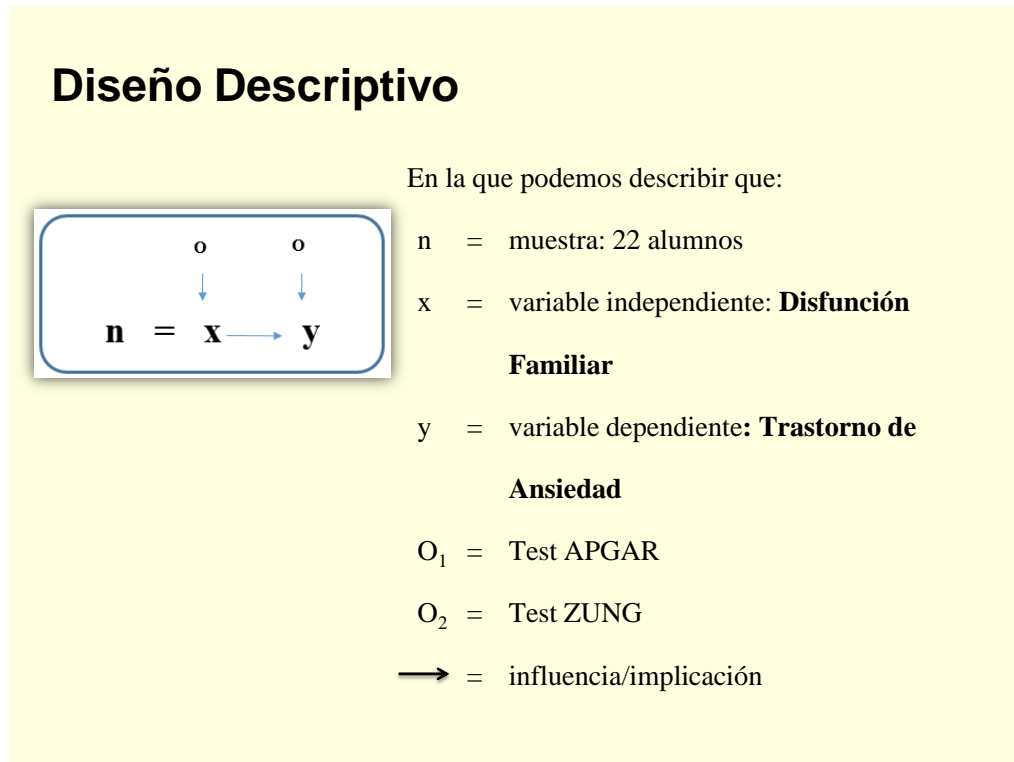 Diseño Descriptivo
o o
n = x y
En la que podemos describir que:
n = muestra: 22 alumnos
x = variable independiente: Disfunción
Familiar
y = variable dependiente: Trastorno de
Ansiedad
O₁ = Test APGAR
O₂ = Test ZUNG
= influencia/implicación